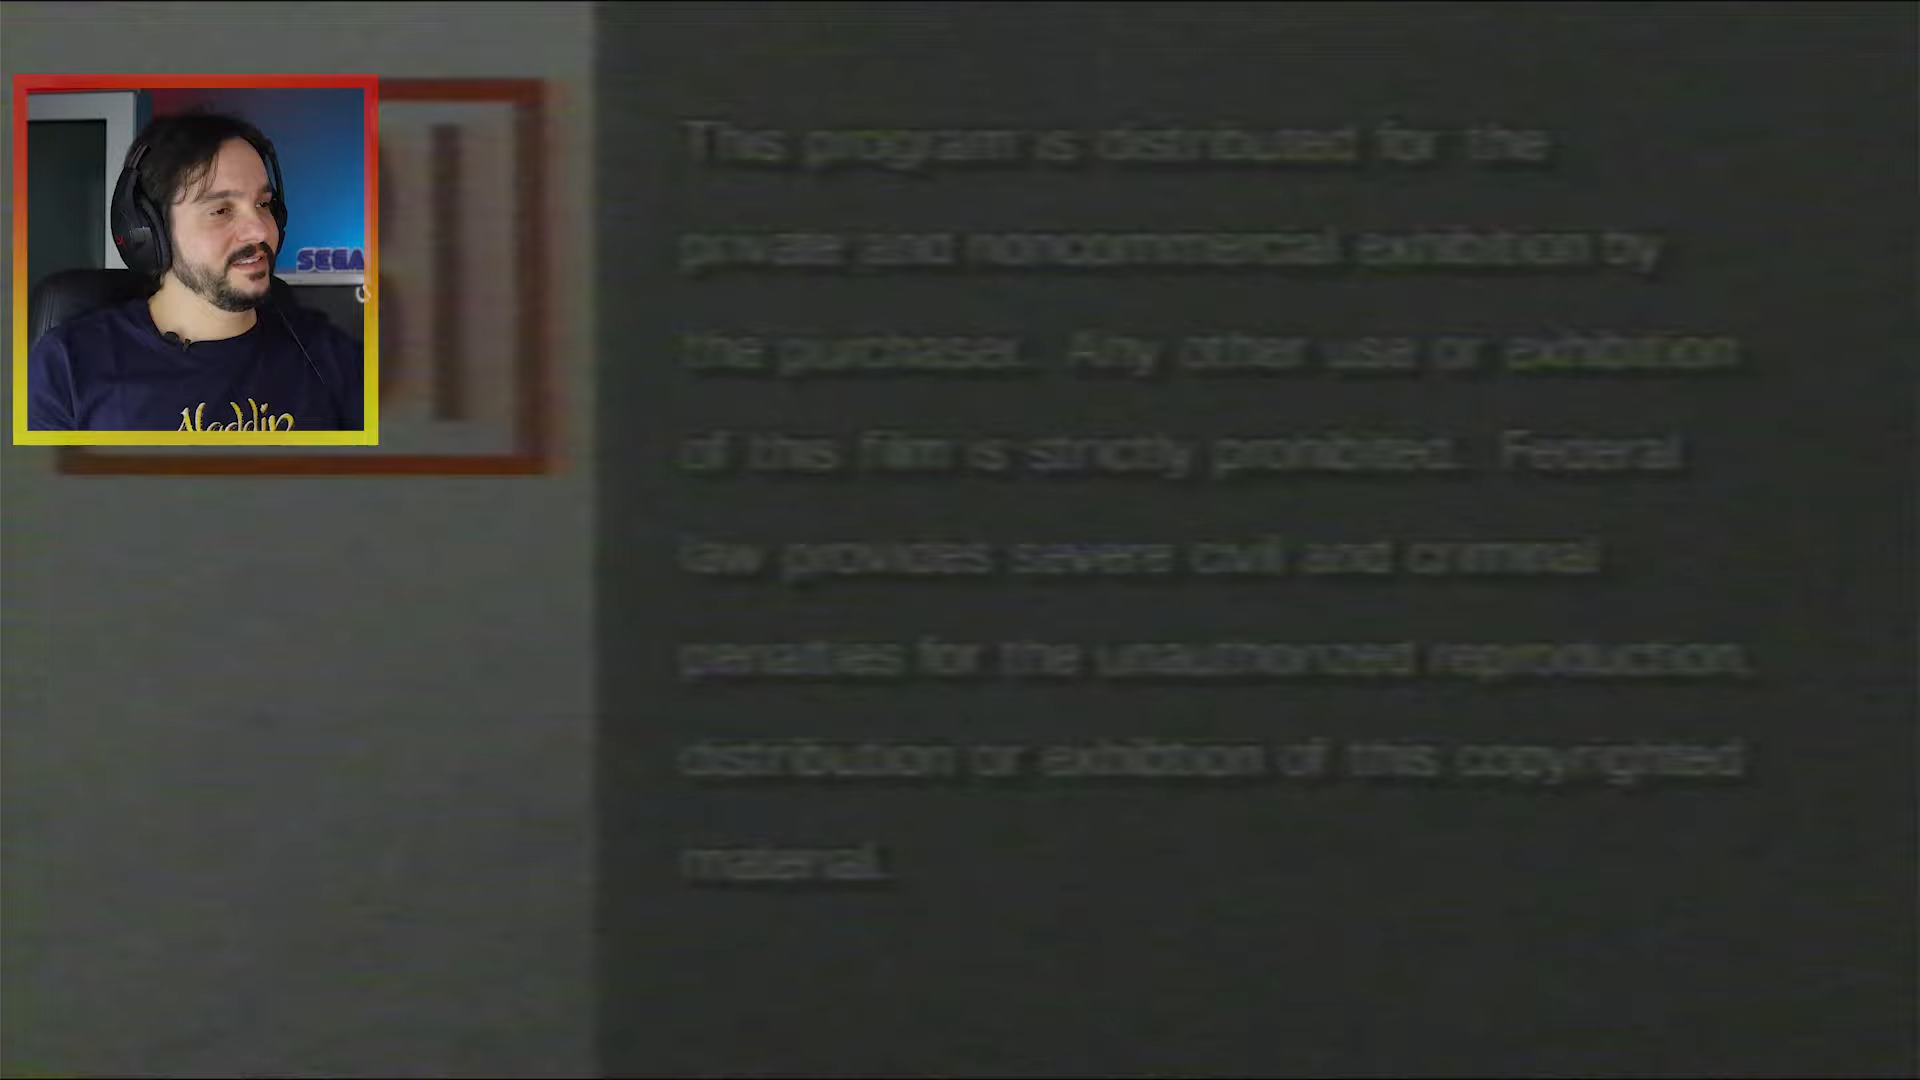 SEGA
Aladdin
This program is distributed for the
private and noncommercial exhibition by
the purchaser. Any other use or exhibition
of this film is strictly prohibited. Federal
law provides severe civil and criminal
penalties for the unauthorized reproduction,
distribution or exhibition of this copyrighted
material.